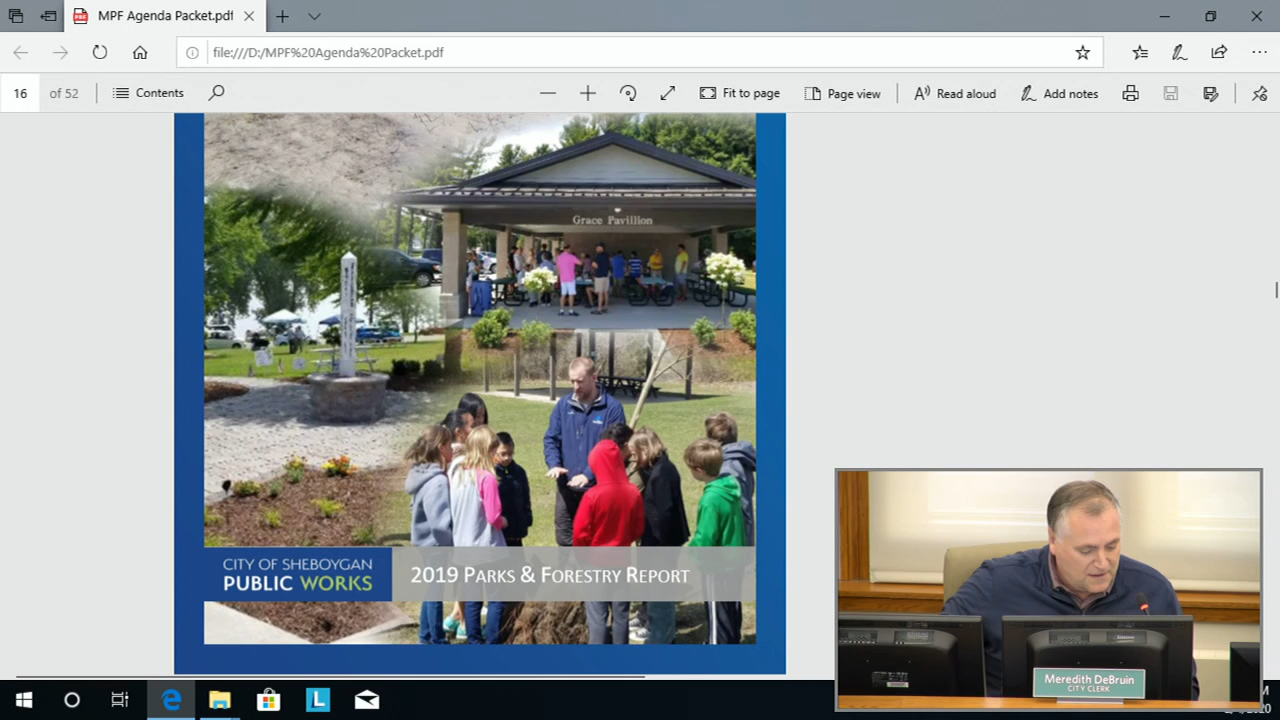 MPF Agenda Packet.pdf
file:///D:/MPF%20Agenda%20Packet.pdf
16 of 52
Contents
Fit to page
Page view
Read aloud
Add notes
Grace Pavillion
CITY OF SHEBOYGAN
PUBLIC WORKS
2019 PARKS & FORESTRY REPORT
Meredith DeBruin
CITY CLERK